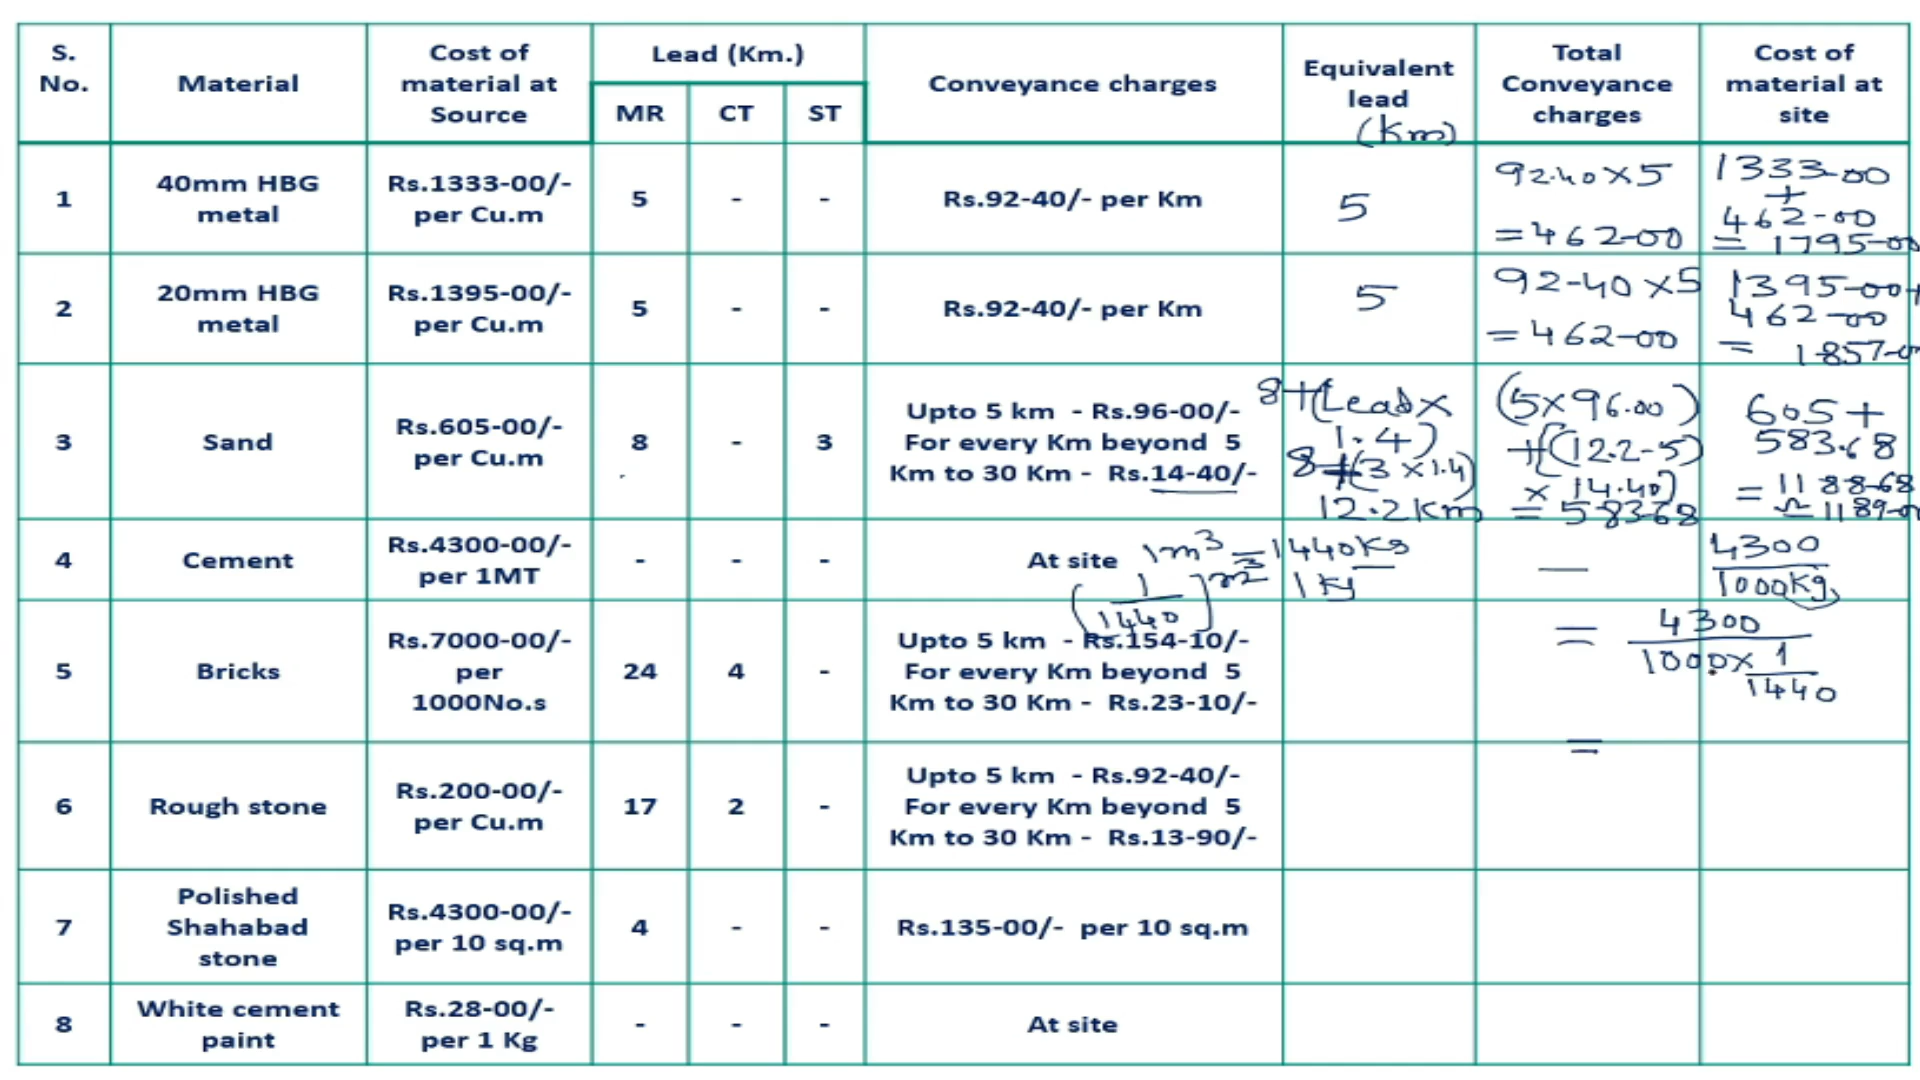 S. No.
Material
Cost of material at Source
Lead (Km.)
MR
CT
ST
Conveyance charges
Equivalent lead
(Km)
Total Conveyance charges
Cost of material at site
1
40mm HBG metal
Rs.1333-00/- per Cu.m
5
-
-
Rs.92-40/- per Km
5
92.40×5
=462-00
1333-00
+
462-00
= 1795-00
2
20mm HBG metal
Rs.1395-00/- per Cu.m
5
-
-
Rs.92-40/- per Km
5
92-40×5
=462-00
1395-00+
462-00
= 1857-0
3
Sand
Rs.605-00/- per Cu.m
8
-
3
Upto 5 km - Rs.96-00/-
For every Km beyond 5
Km to 30 Km - Rs.14-40/-
8+(Lead×
1.4)
8+(3×1.4)
12.2Km
(5×96.00)
+[(12.2-5)
× 14.40]
=583.68
605+
583.68
= 1188-68
≃1189-0
4
Cement
Rs.4300-00/- per 1MT
-
-
-
At site
1m³ =1440Kg
(1/1440)m³ = 1Kg
—
4300
1000Kg
= 4300
1000× 1
1440
=
5
Bricks
Rs.7000-00/- per 1000No.s
24
4
-
Upto 5 km - Rs.154-10/-
For every Km beyond 5
Km to 30 Km - Rs.23-10/-
6
Rough stone
Rs.200-00/- per Cu.m
17
2
-
Upto 5 km - Rs.92-40/-
For every Km beyond 5
Km to 30 Km - Rs.13-90/-
7
Polished Shahabad stone
Rs.4300-00/- per 10 sq.m
4
-
-
Rs.135-00/- per 10 sq.m
8
White cement paint
Rs.28-00/- per 1 Kg
-
-
-
At site